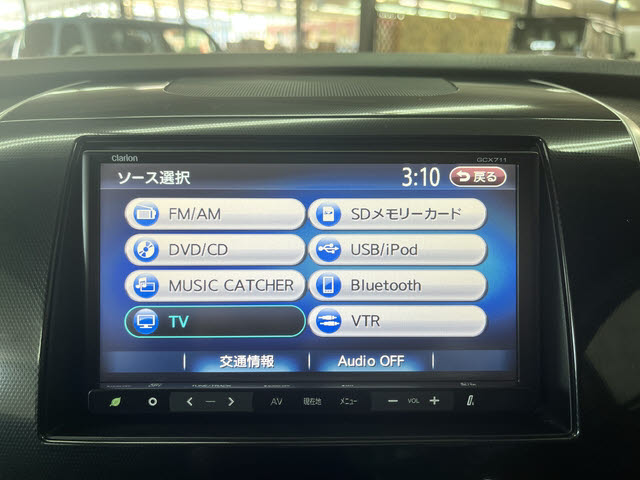 Clarion
GCX711
ソース選択
3:10
戻る
FM/AM
SDメモリーカード
DVD/CD
USB/iPod
MUSIC CATCHER
Bluetooth
TV
VTR
交通情報
Audio OFF
AV
現在地
メニュー
VOL